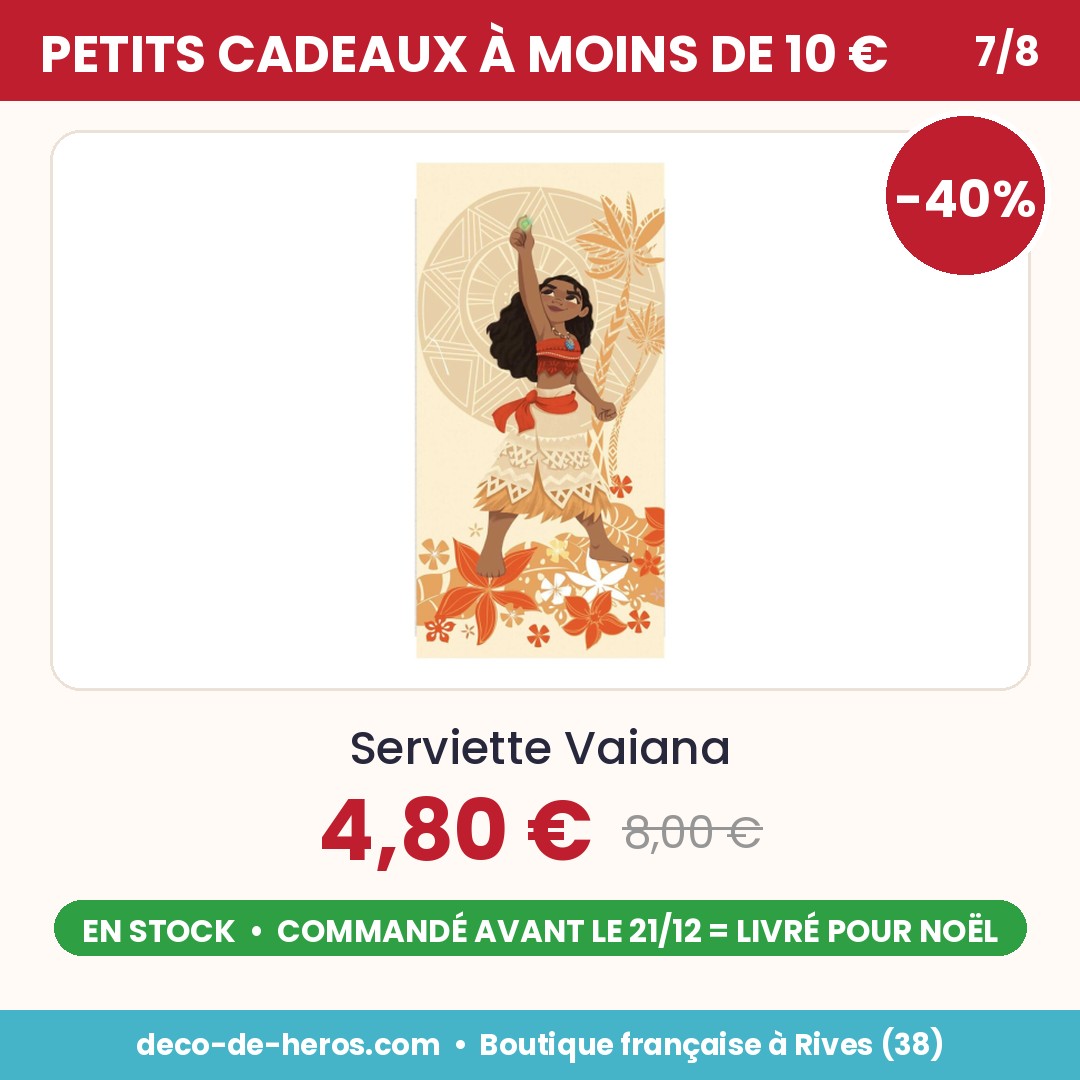 PETITS CADEAUX À MOINS DE 10 € 7/8
-40%
Serviette Vaiana
4,80 € 8,00 €
EN STOCK • COMMANDÉ AVANT LE 21/12 = LIVRÉ POUR NOËL
deco-de-heros.com • Boutique française à Rives (38)